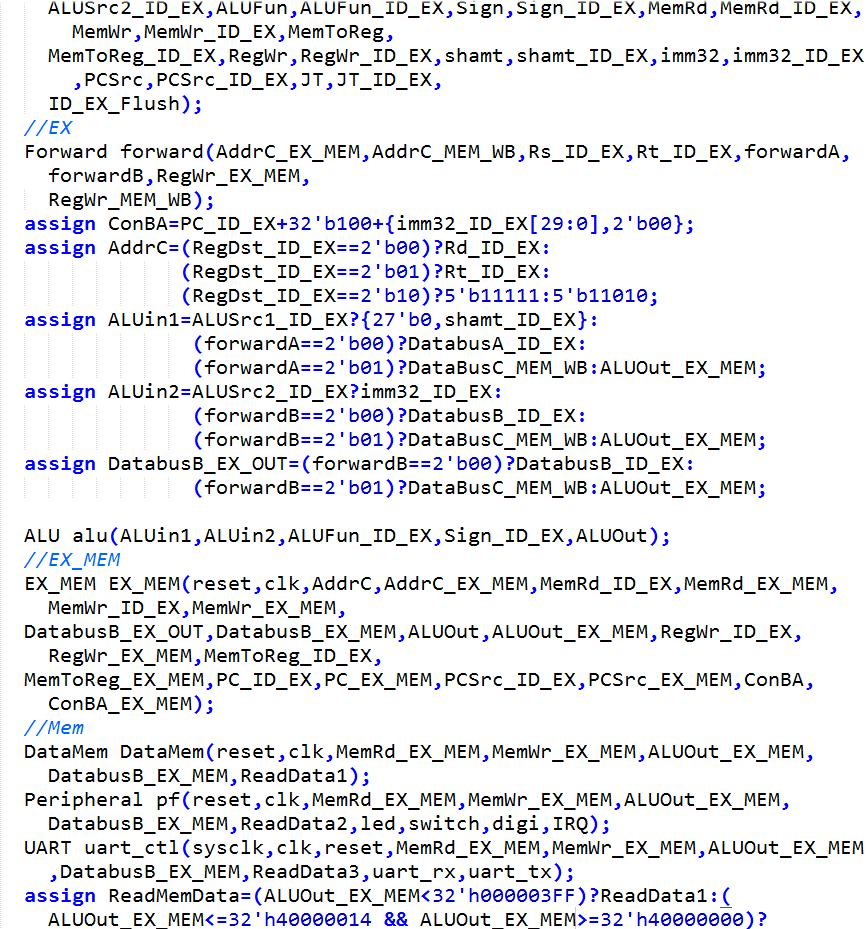 ALUSrc2_ID_EX,ALUFun,ALUFun_ID_EX,Sign,Sign_ID_EX,MemRd,MemRd_ID_EX,
MemWr,MemWr_ID_EX,MemToReg,
MemToReg_ID_EX,RegWr,RegWr_ID_EX,shamt,shamt_ID_EX,imm32,imm32_ID_EX
,PCSrc,PCSrc_ID_EX,JT,JT_ID_EX,
ID_EX_Flush);
//EX
Forward forward(AddrC_EX_MEM,AddrC_MEM_WB,Rs_ID_EX,Rt_ID_EX,forwardA,
forwardB,RegWr_EX_MEM,
RegWr_MEM_WB);
assign ConBA=PC_ID_EX+32'b100+{imm32_ID_EX[29:0],2'b00};
assign AddrC=(RegDst_ID_EX==2'b00)?Rd_ID_EX:
(RegDst_ID_EX==2'b01)?Rt_ID_EX:
(RegDst_ID_EX==2'b10)?5'b11111:5'b11010;
assign ALUin1=ALUSrc1_ID_EX?{27'b0,shamt_ID_EX}:
(forwardA==2'b00)?DatabusA_ID_EX:
(forwardA==2'b01)?DataBusC_MEM_WB:ALUOut_EX_MEM;
assign ALUin2=ALUSrc2_ID_EX?imm32_ID_EX:
(forwardB==2'b00)?DatabusB_ID_EX:
(forwardB==2'b01)?DataBusC_MEM_WB:ALUOut_EX_MEM;
assign DatabusB_EX_OUT=(forwardB==2'b00)?DatabusB_ID_EX:
(forwardB==2'b01)?DataBusC_MEM_WB:ALUOut_EX_MEM;
ALU alu(ALUin1,ALUin2,ALUFun_ID_EX,Sign_ID_EX,ALUOut);
//EX_MEM
EX_MEM EX_MEM(reset,clk,AddrC,AddrC_EX_MEM,MemRd_ID_EX,MemRd_EX_MEM,
MemWr_ID_EX,MemWr_EX_MEM,
DatabusB_EX_OUT,DatabusB_EX_MEM,ALUOut,ALUOut_EX_MEM,RegWr_ID_EX,
RegWr_EX_MEM,MemToReg_ID_EX,
MemToReg_EX_MEM,PC_ID_EX,PC_EX_MEM,PCSrc_ID_EX,PCSrc_EX_MEM,ConBA,
ConBA_EX_MEM);
//Mem
DataMem DataMem(reset,clk,MemRd_EX_MEM,MemWr_EX_MEM,ALUOut_EX_MEM,
DatabusB_EX_MEM,ReadData1);
Peripheral pf(reset,clk,MemRd_EX_MEM,MemWr_EX_MEM,ALUOut_EX_MEM,
DatabusB_EX_MEM,ReadData2,led,switch,digi,IRQ);
UART uart_ctl(sysclk,clk,reset,MemRd_EX_MEM,MemWr_EX_MEM,ALUOut_EX_MEM
,DatabusB_EX_MEM,ReadData3,uart_rx,uart_tx);
assign ReadMemData=(ALUOut_EX_MEM<32'h000003FF)?ReadData1:(
ALUOut_EX_MEM<=32'h40000014 && ALUOut_EX_MEM>=32'h40000000)?